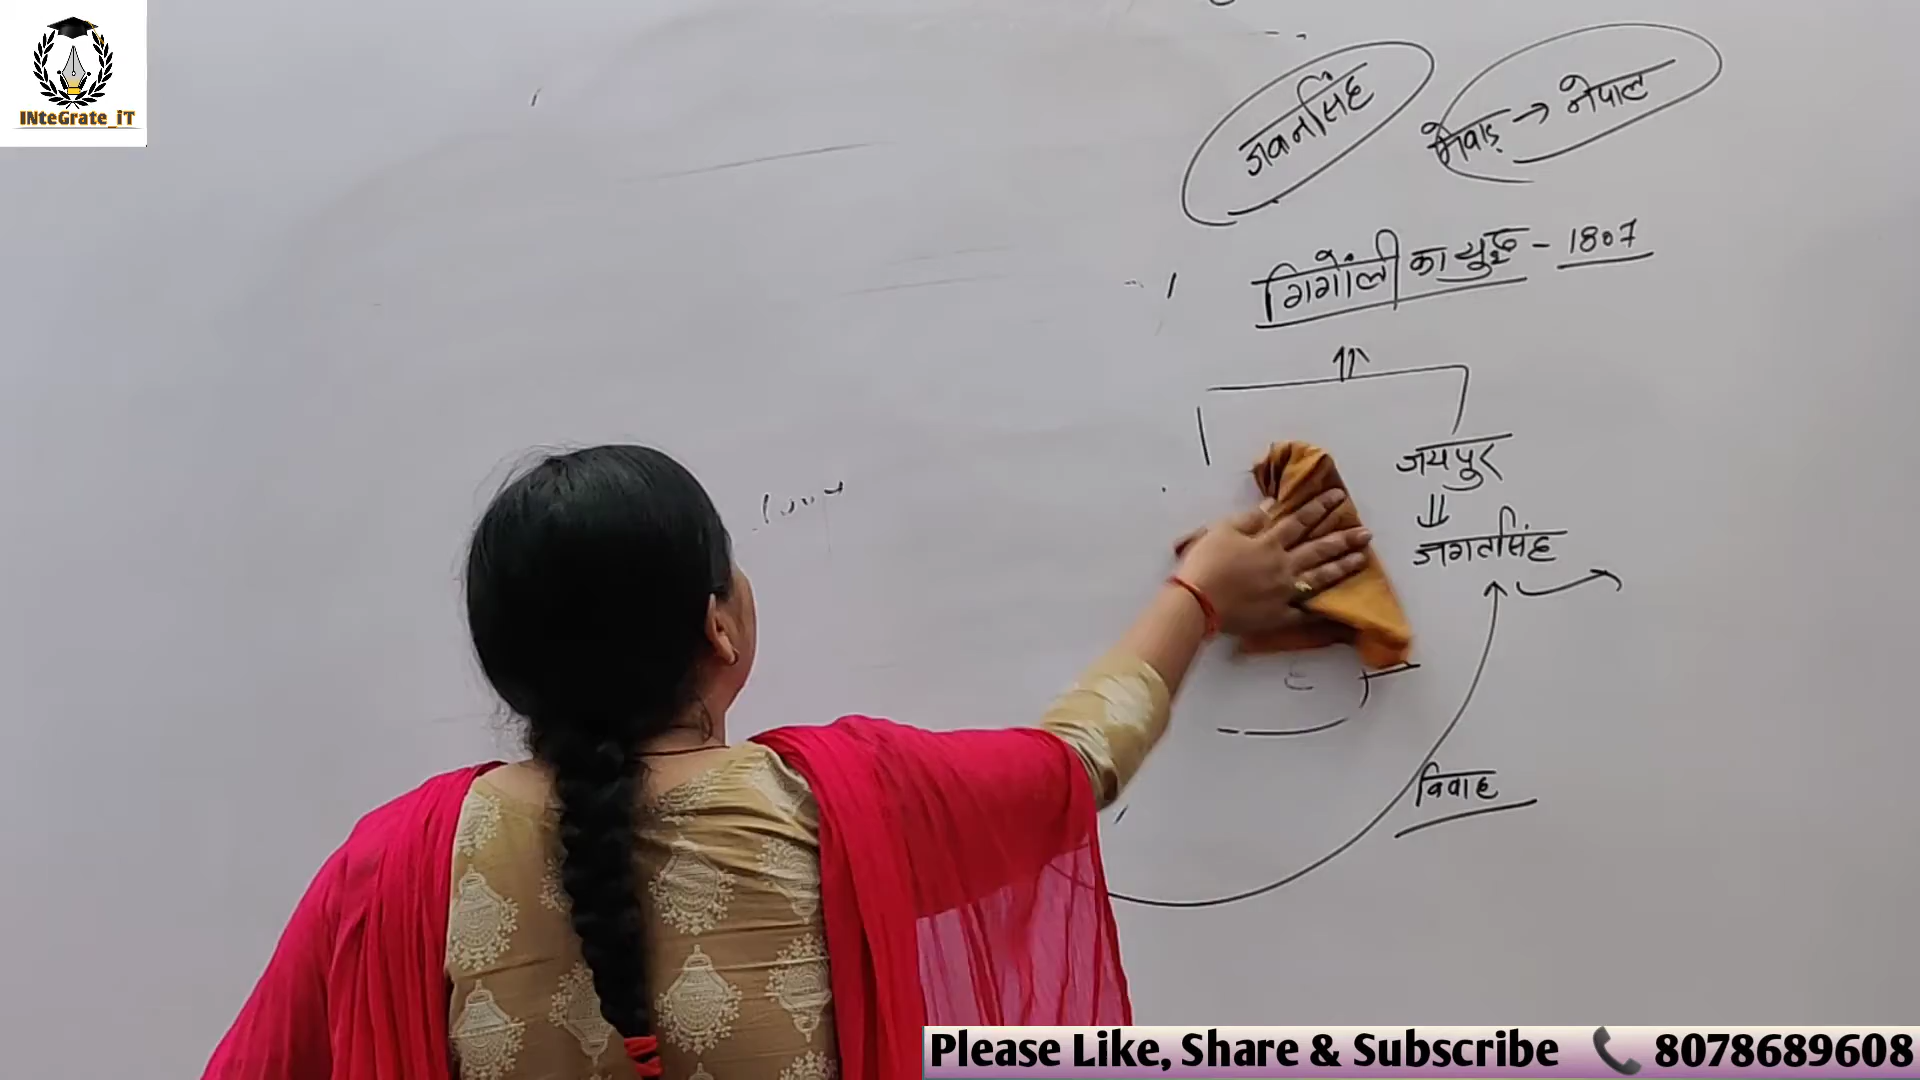 INteGrate_iT
जवानसिंह
मेवाड़ → नेपाल
गिंगोली का युद्ध - 1807
जयपुर
जगतसिंह
विवाह
Please Like, Share & Subscribe 8078689608